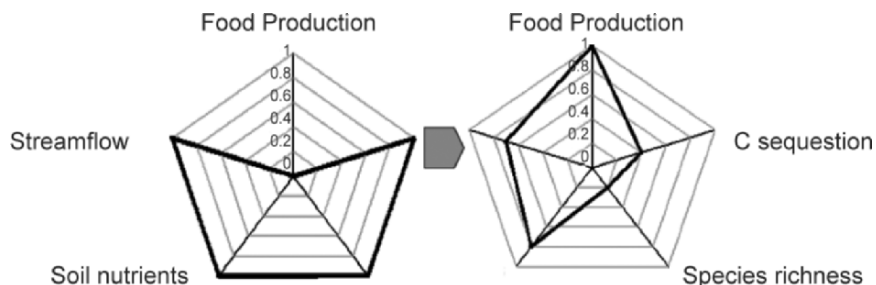 Food Production
1
0.8
0.6
0.4
0.2
0
Streamflow
Soil nutrients
Food Production
1
0.8
0.6
0.4
0.2
0
C sequestion
Species richness